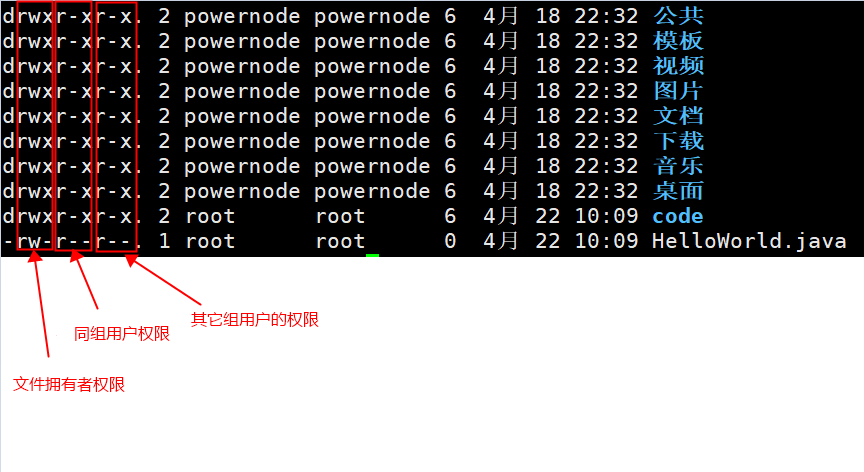 drwxr-xr-x. 2 powernode powernode 6 4月 18 22:32 公共
drwxr-xr-x. 2 powernode powernode 6 4月 18 22:32 模板
drwxr-xr-x. 2 powernode powernode 6 4月 18 22:32 视频
drwxr-xr-x. 2 powernode powernode 6 4月 18 22:32 图片
drwxr-xr-x. 2 powernode powernode 6 4月 18 22:32 文档
drwxr-xr-x. 2 powernode powernode 6 4月 18 22:32 下载
drwxr-xr-x. 2 powernode powernode 6 4月 18 22:32 音乐
drwxr-xr-x. 2 powernode powernode 6 4月 18 22:32 桌面
drwxr-xr-x. 2 root root 6 4月 22 10:09 code
-rw-r--r--. 1 root root 0 4月 22 10:09 HelloWorld.java
其它组用户的权限
同组用户权限
文件拥有者权限